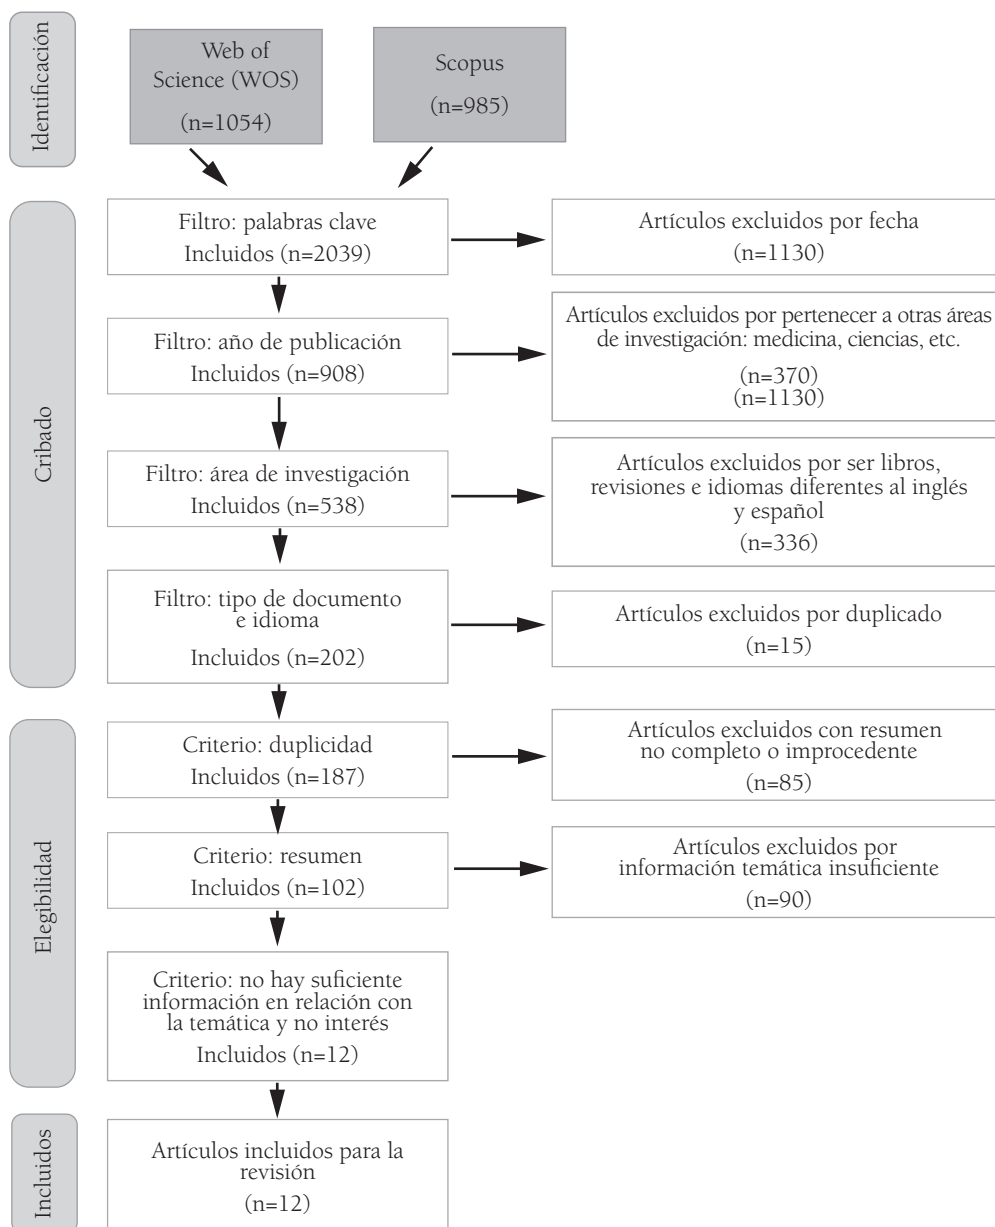 Identificación
Web of
Science (WOS)
(n=1054)
Scopus
(n=985)
Cribado
Filtro: palabras clave
Incluidos (n=2039)
Artículos excluidos por fecha
(n=1130)
Filtro: año de publicación
Incluidos (n=908)
Artículos excluidos por pertenecer a otras áreas
de investigación: medicina, ciencias, etc.
(n=370)
(n=1130)
Filtro: área de investigación
Incluidos (n=538)
Artículos excluidos por ser libros,
revisiones e idiomas diferentes al inglés
y español
(n=336)
Filtro: tipo de documento
e idioma
Incluidos (n=202)
Artículos excluidos por duplicado
(n=15)
Elegibilidad
Criterio: duplicidad
Incluidos (n=187)
Artículos excluidos con resumen
no completo o improcedente
(n=85)
Criterio: resumen
Incluidos (n=102)
Artículos excluidos por
información temática insuficiente
(n=90)
Criterio: no hay suficiente
información en relación con
la temática y no interés
Incluidos (n=12)
Incluidos
Artículos incluidos para la
revisión
(n=12)